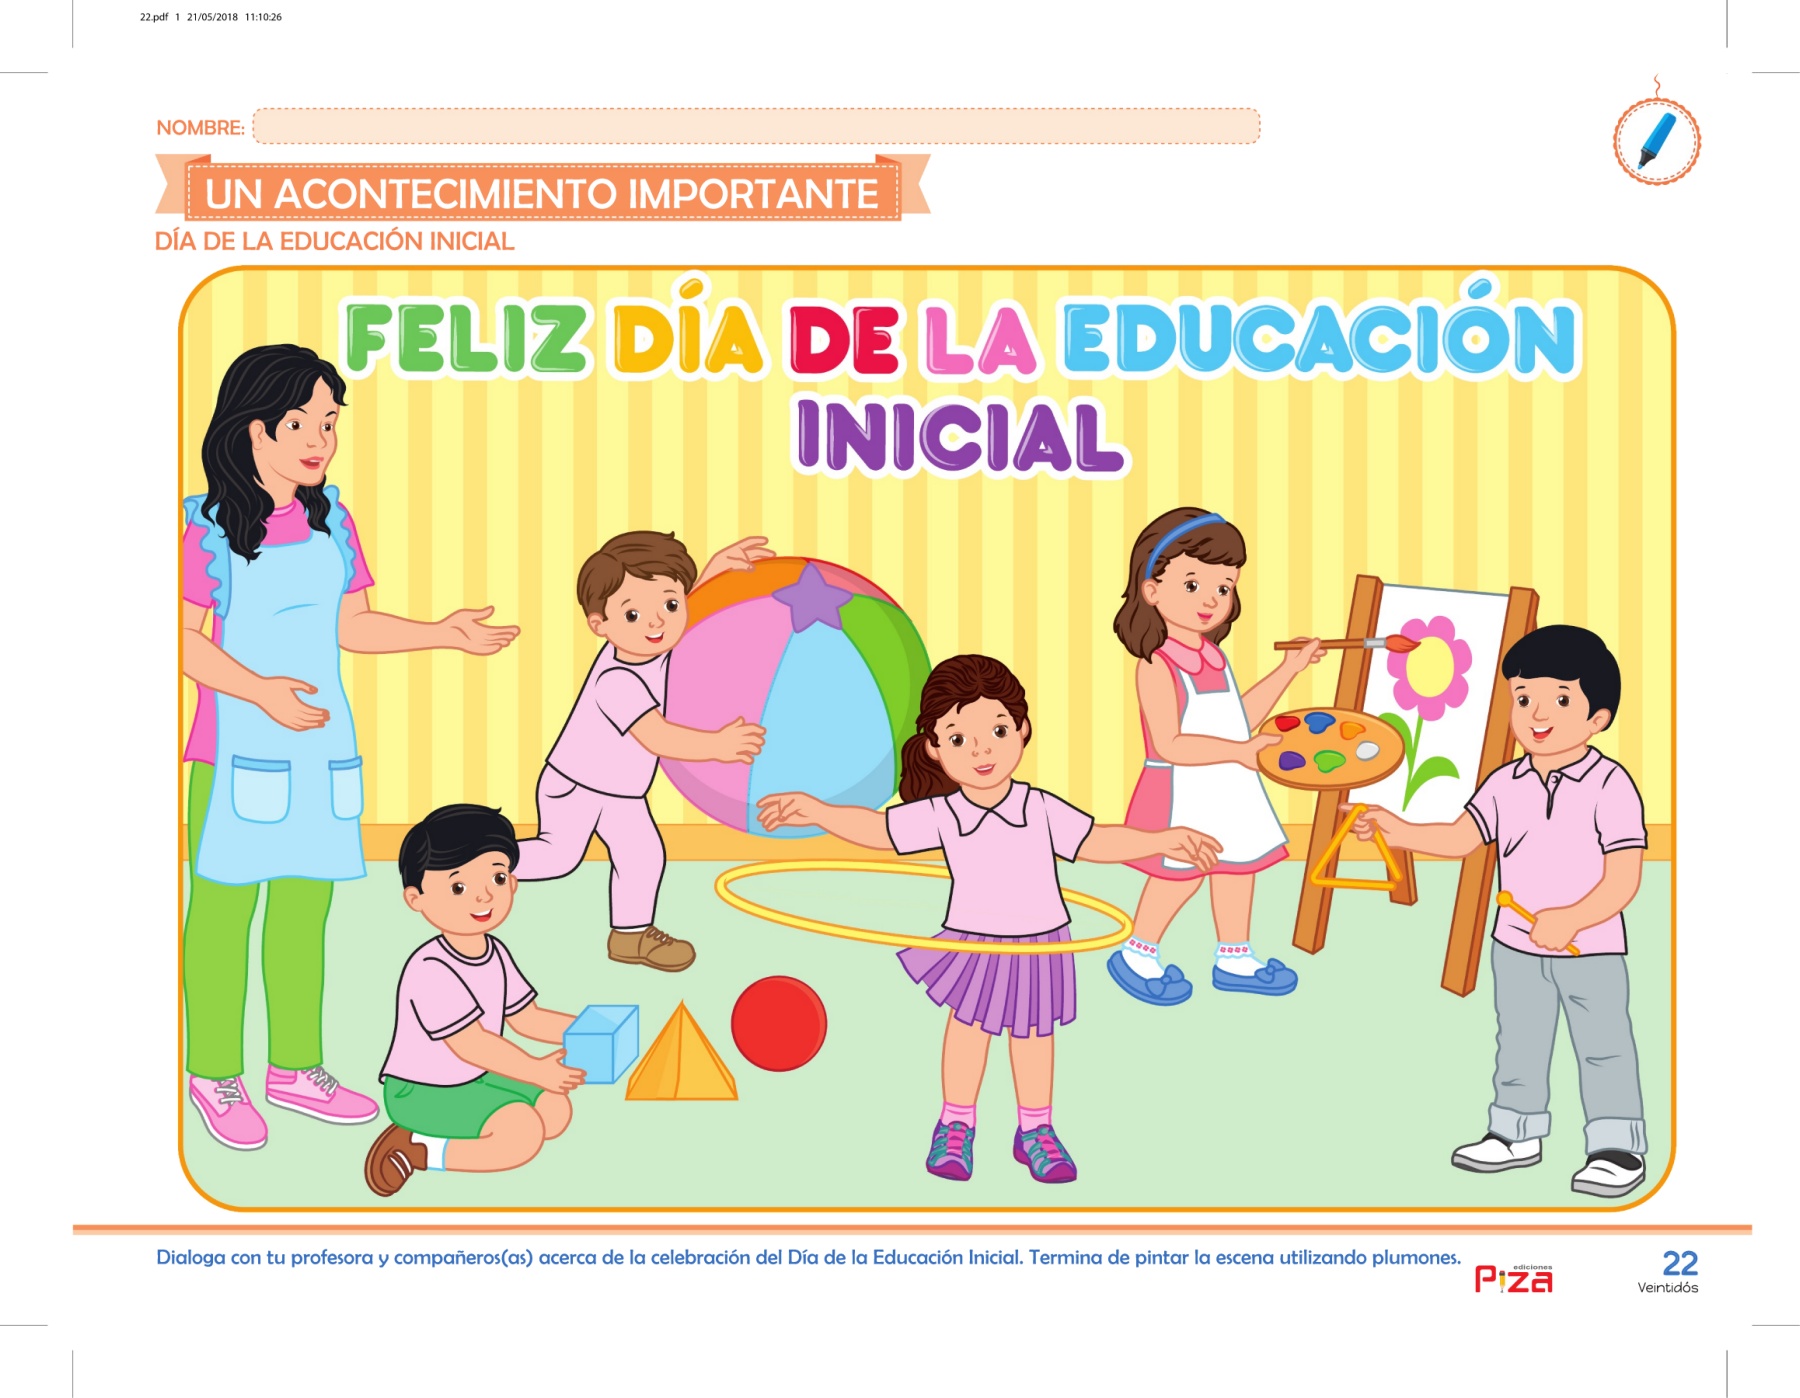 22.pdf 1 21/05/2018 11:10:26
NOMBRE:
UN ACONTECIMIENTO IMPORTANTE
DÍA DE LA EDUCACIÓN INICIAL
FELIZ DÍA DE LA EDUCACIÓN
INICIAL
Dialoga con tu profesora y compañeros(as) acerca de la celebración del Día de la Educación Inicial. Termina de pintar la escena utilizando plumones.
ediciones
Piza
22
Veintidós